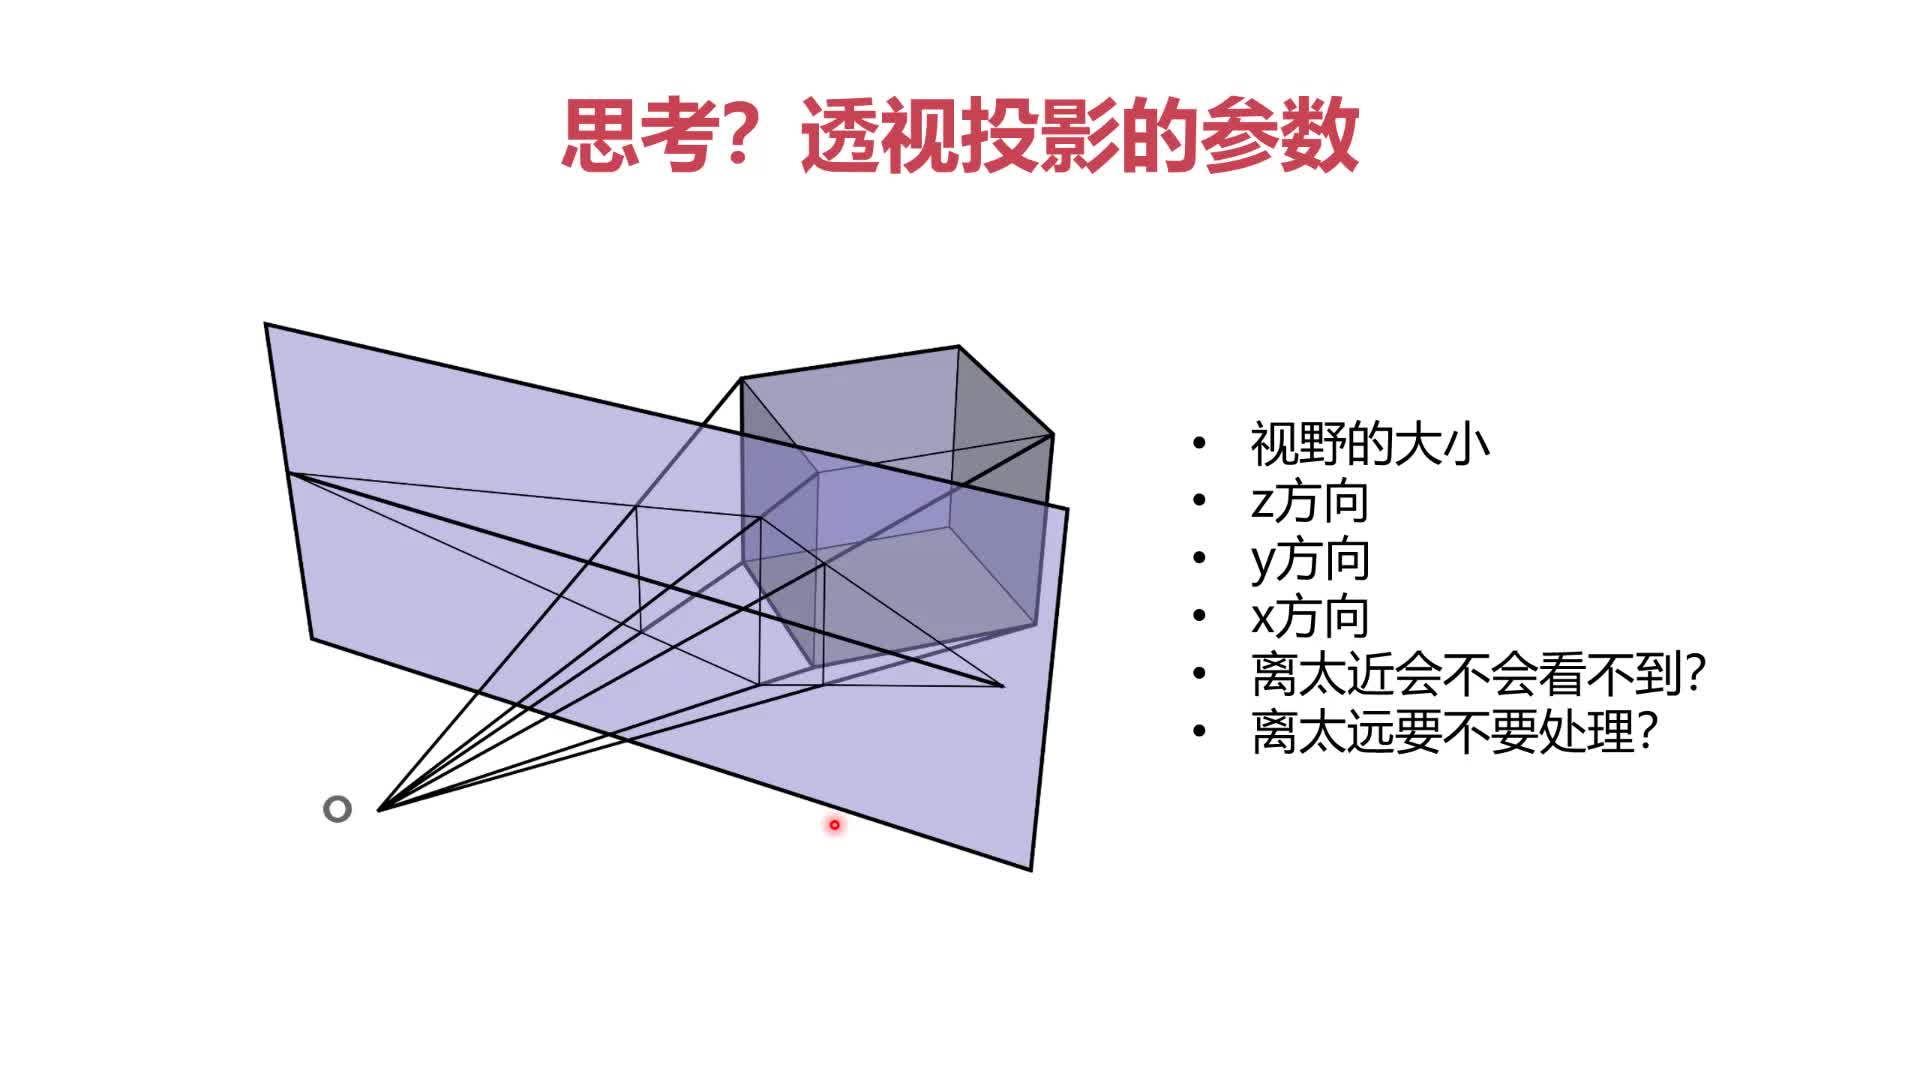 思考？透视投影的参数
• 视野的大小
• z方向
• y方向
• x方向
• 离太近会不会看不到？
• 离太远要不要处理？